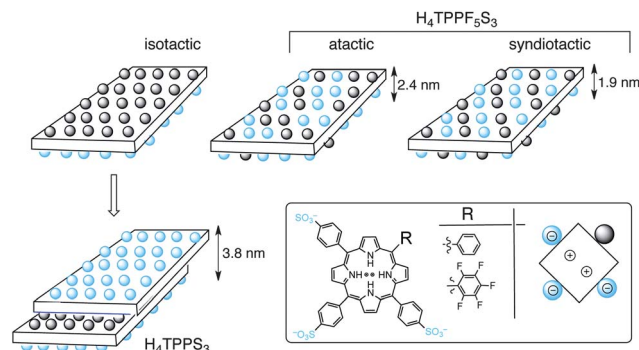 H₄TPPF₅S₃
isotactic
atactic
syndiotactic
2.4 nm
1.9 nm
3.8 nm
H₄TPPS₃
SO₃⁻
R
N
H
NH
HN
N
H
⁻O₃S
SO₃⁻
R
F
F
F
F
F
⊖
+
+
⊖
⊖